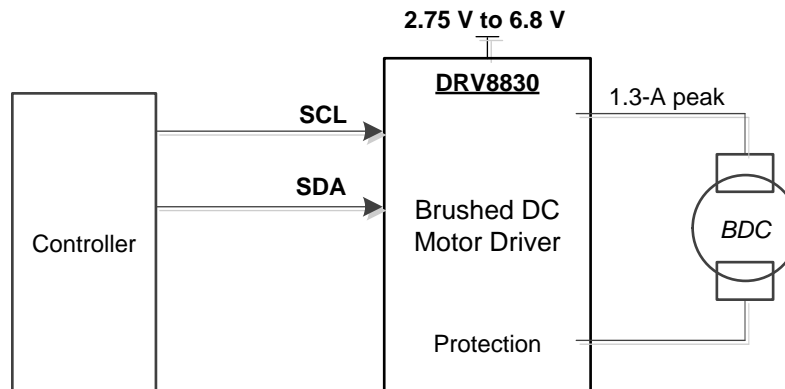 2.75 V to 6.8 V
DRV8830
1.3-A peak
SCL
SDA
Controller
Brushed DC
Motor Driver
BDC
Protection